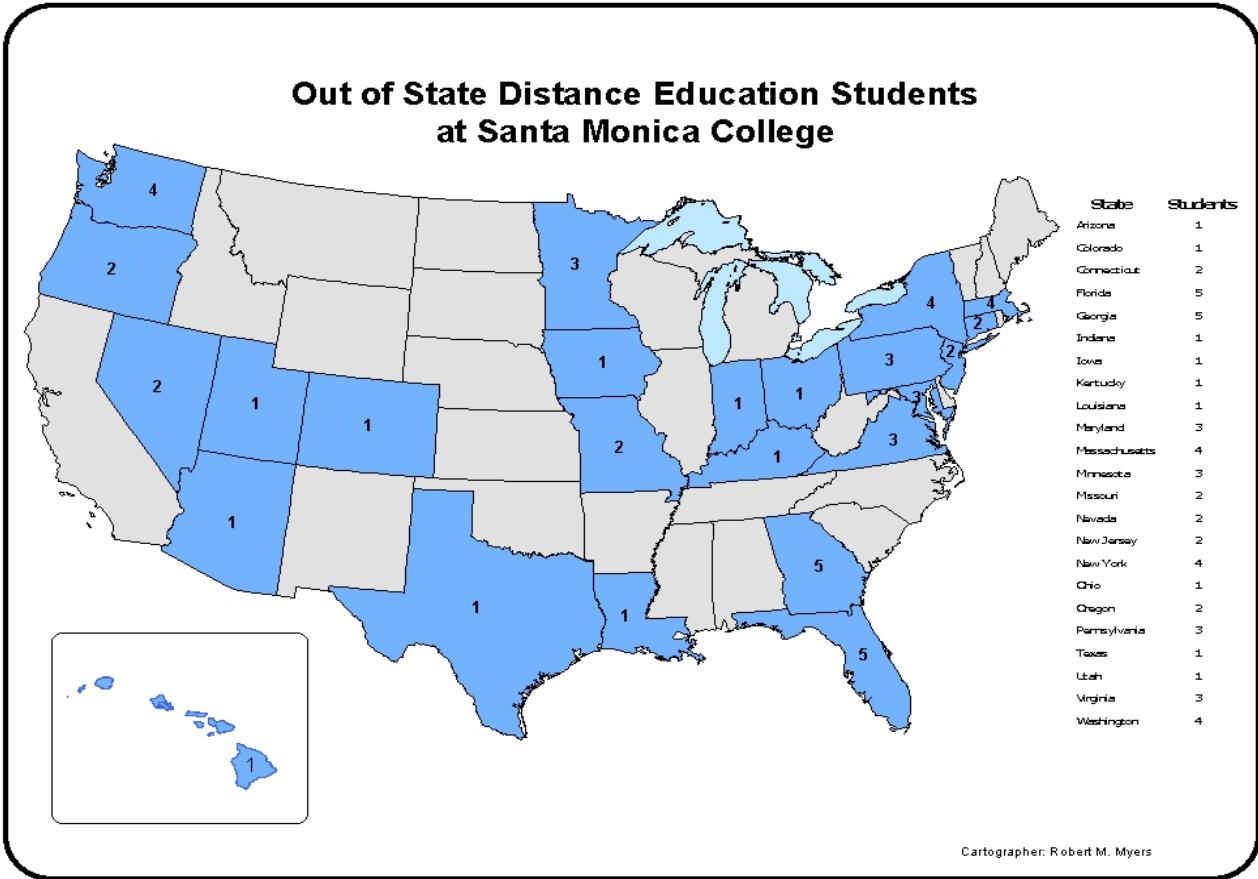 Out of State Distance Education Students
at Santa Monica College
State Students
Arizona 1
Colorado 1
Connecticut 2
Florida 5
Georgia 5
Indiana 1
Iowa 1
Kentucky 1
Louisiana 1
Maryland 3
Massachusetts 4
Minnesota 3
Missouri 2
Nevada 2
New Jersey 2
New York 4
Ohio 1
Oregon 2
Pennsylvania 3
Texas 1
Utah 1
Virginia 3
Washington 4
4
2
3
4
4
2
2
1
3
2
1
1
1
1
3
1
2
1
3
1
5
1
1
5
1
Cartographer: Robert M. Myers